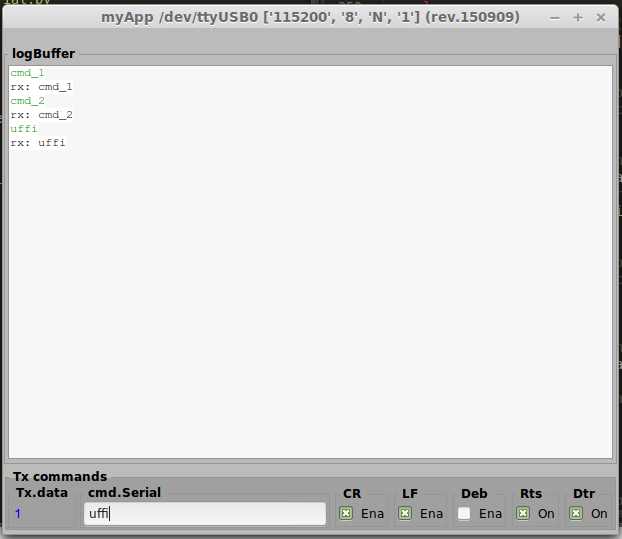 myApp /dev/ttyUSB0 ['115200', '8', 'N', '1'] (rev.150909)
logBuffer
cmd_1
rx: cmd_1
cmd_2
rx: cmd_2
uffi
rx: uffi
Tx commands
Tx.data cmd.Serial CR LF Deb Rts Dtr
1 uffi Ena Ena Ena On On